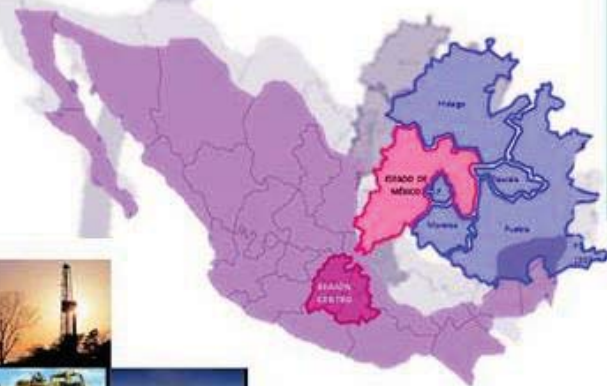 Hidalgo
ESTADO DE
MÉXICO
Tlaxcala
Morelos
Puebla
REGIÓN
CENTRO